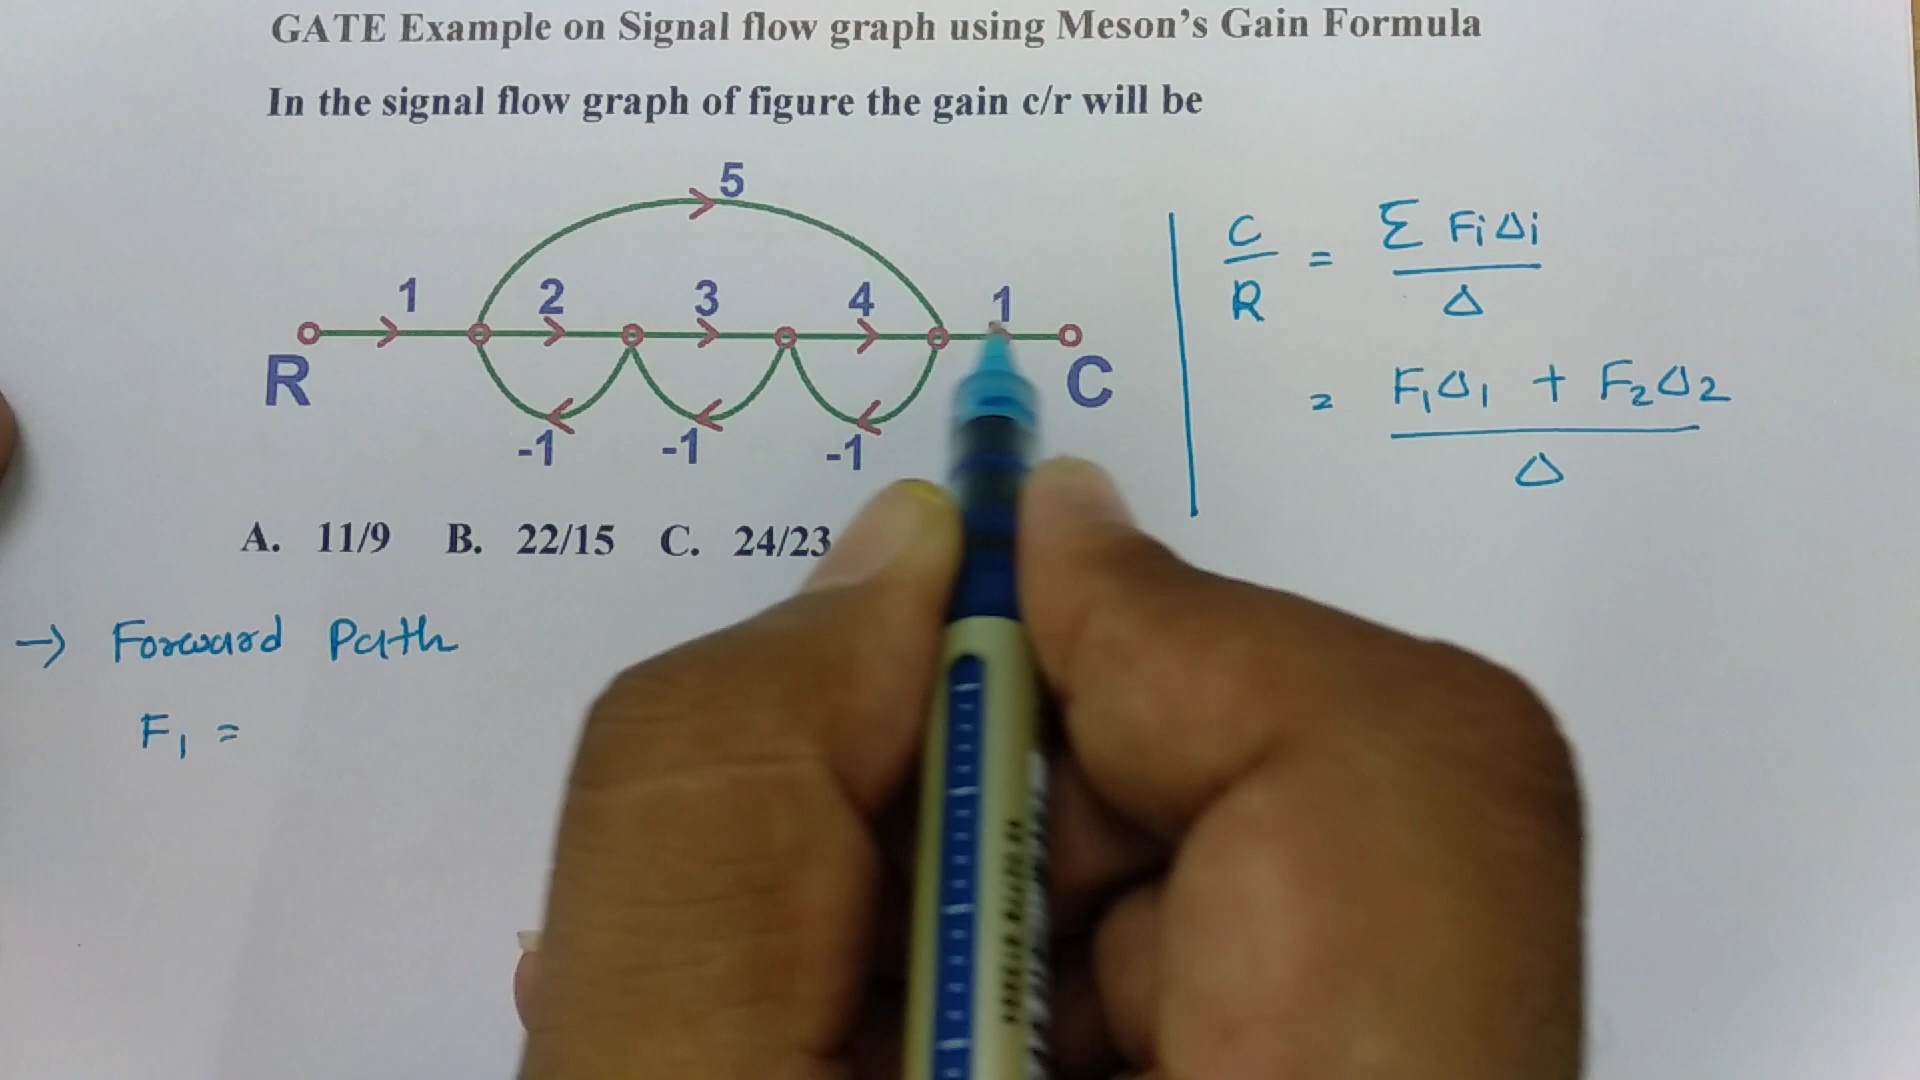 GATE Example on Signal flow graph using Meson's Gain Formula
In the signal flow graph of figure the gain c/r will be
5
1 2 3 4 1
R C
-1 -1 -1
C/R = Σ FiΔi / Δ
= F₁Δ₁ + F₂Δ₂ / Δ
A. 11/9 B. 22/15 C. 24/23
→ Forward Path
F₁ =